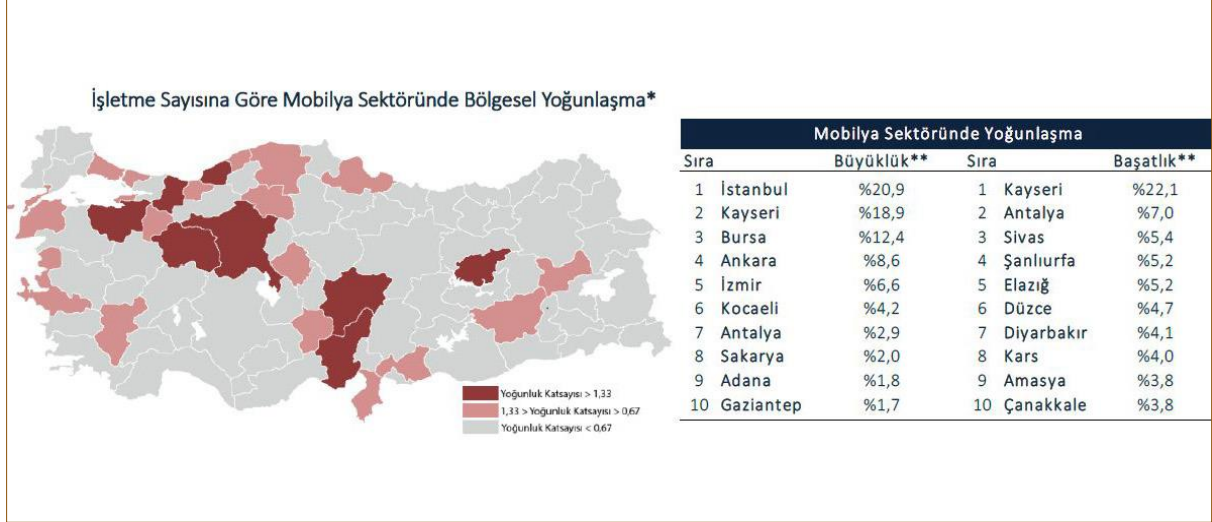 İşletme Sayısına Göre Mobilya Sektöründe Bölgesel Yoğunlaşma*
Yoğunluk Katsayısı > 1,33
1,33 > Yoğunluk Katsayısı > 0,67
Yoğunluk Katsayısı < 0,67
Mobilya Sektöründe Yoğunlaşma
Sıra Büyüklük** Sıra Başatlık**
1 İstanbul %20,9 1 Kayseri %22,1
2 Kayseri %18,9 2 Antalya %7,0
3 Bursa %12,4 3 Sivas %5,4
4 Ankara %8,6 4 Şanlıurfa %5,2
5 İzmir %6,6 5 Elazığ %5,2
6 Kocaeli %4,2 6 Düzce %4,7
7 Antalya %2,9 7 Diyarbakır %4,1
8 Sakarya %2,0 8 Kars %4,0
9 Adana %1,8 9 Amasya %3,8
10 Gaziantep %1,7 10 Çanakkale %3,8